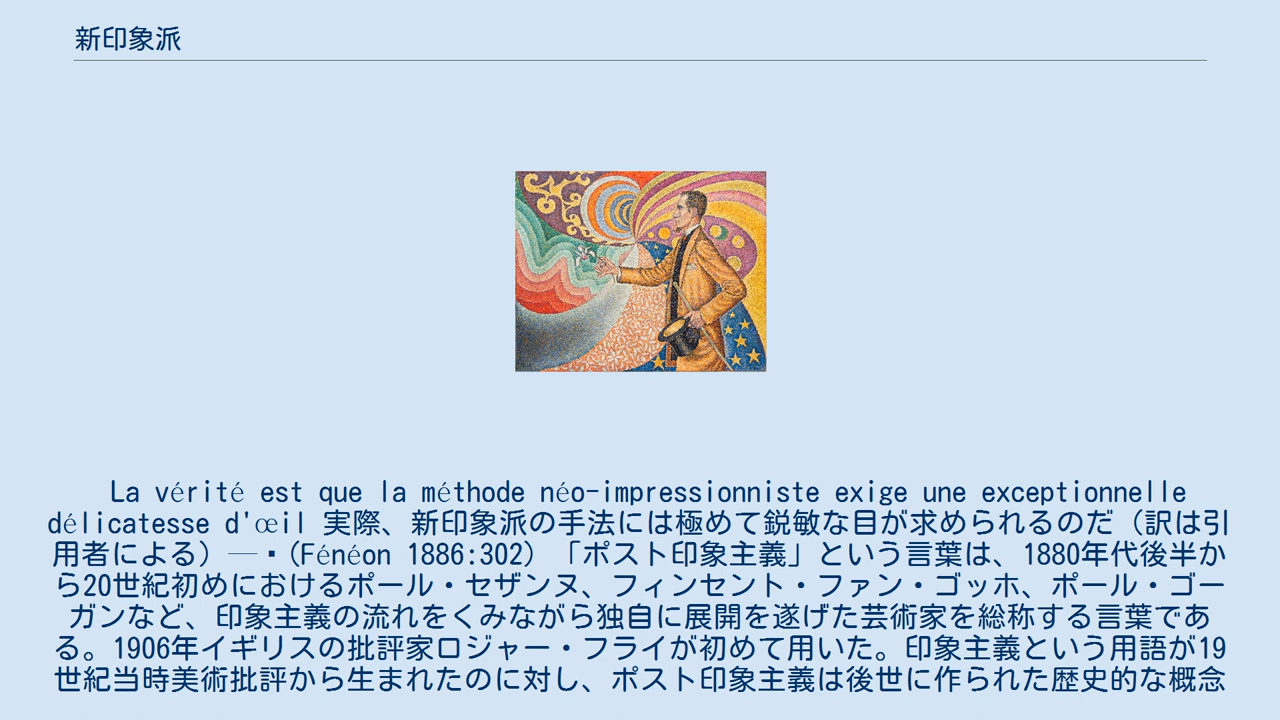 新印象派
La vérité est que la méthode néo-impressionniste exige une exceptionnelle
délicatesse d'œil 実際、新印象派の手法には極めて鋭敏な目が求められるのだ（訳は引
用者による）─▪(Fénéon 1886:302) 「ポスト印象主義」という言葉は、1880年代後半か
ら20世紀初めにおけるポール・セザンヌ、フィンセント・ファン・ゴッホ、ポール・ゴー
ガンなど、印象主義の流れをくみながら独自に展開を遂げた芸術家を総称する言葉であ
る。1906年イギリスの批評家ロジャー・フライが初めて用いた。印象主義という用語が19
世紀当時美術批評から生まれたのに対し、ポスト印象主義は後世に作られた歴史的な概念